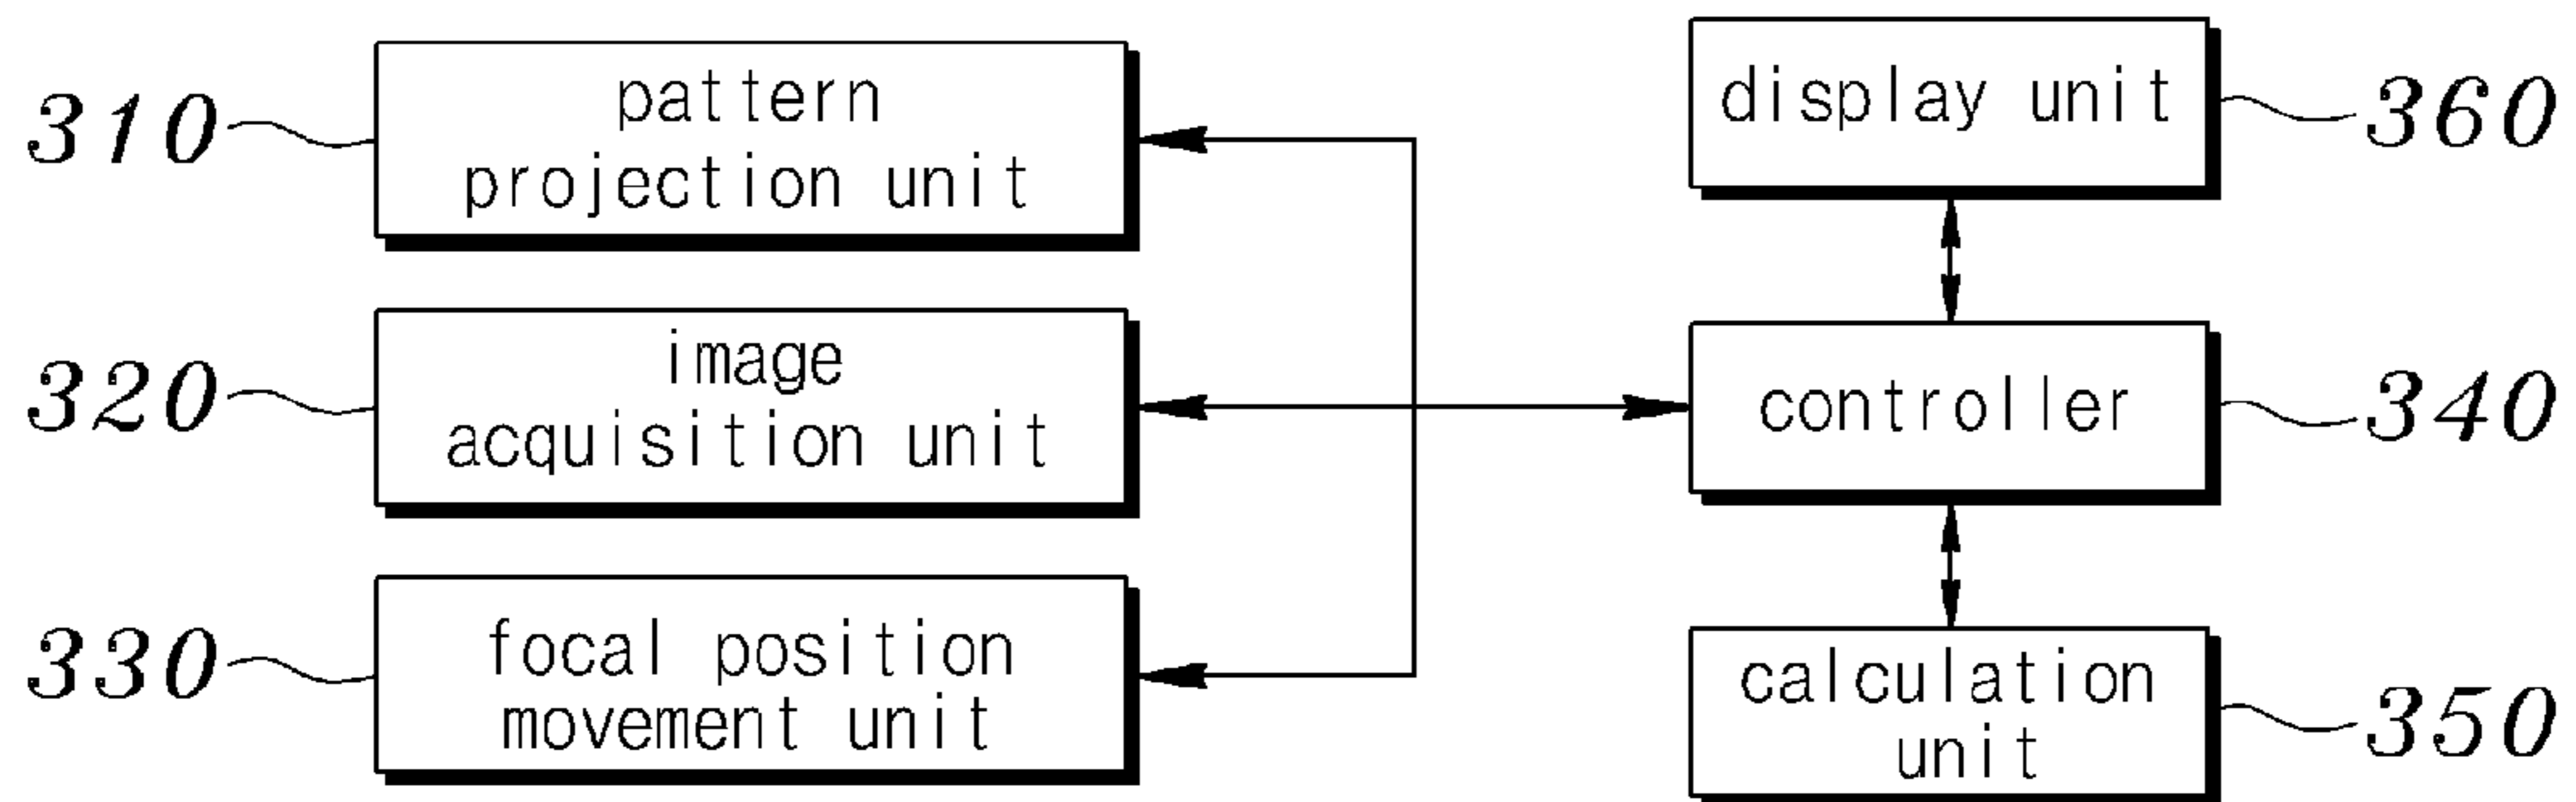 310
pattern
projection unit
display unit
360
320
image
acquisition unit
controller
340
330
focal position
movement unit
calculation
unit
350